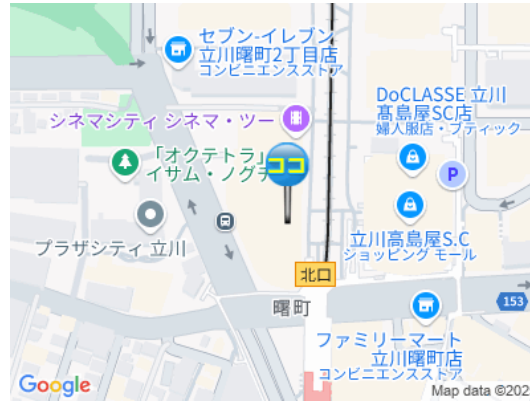 セブン-イレブン
立川曙町2丁目店
コンビニエンスストア
DoCLASSE 立川
髙島屋SC店
婦人服店・ブティック
シネマシティ シネマ・ツー
「オクテトラ」
イサム・ノグチ
ココ
P
プラザシティ 立川
立川高島屋S.C
ショッピング モール
北口
曙町
153
ファミリーマート
立川曙町店
コンビニエンスストア
Google
Map data ©202